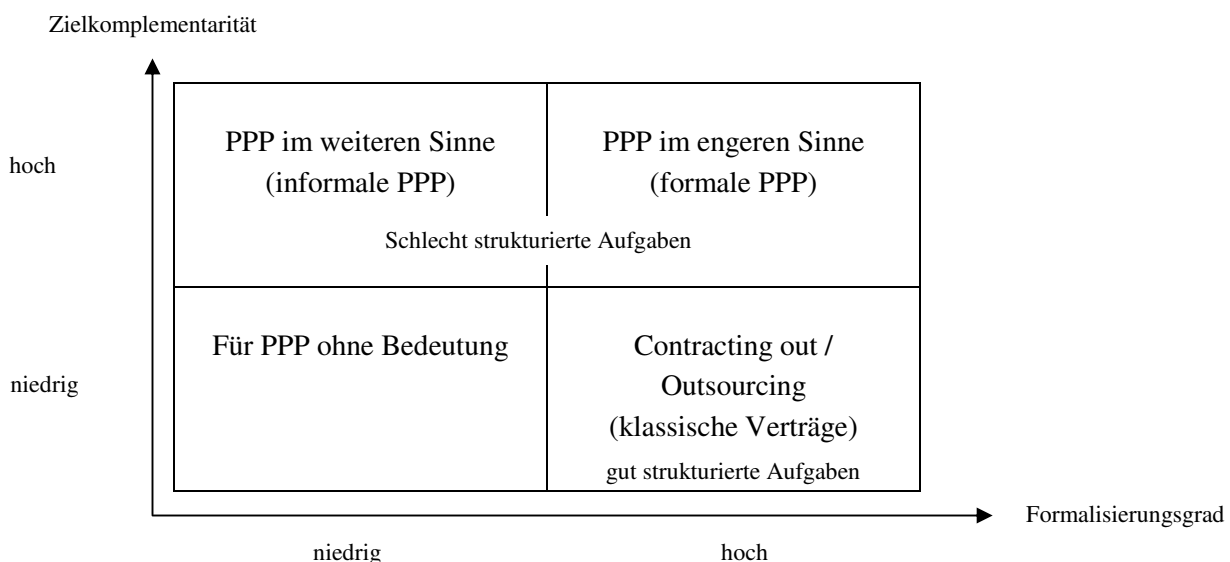 Zielkomplementarität
hoch
PPP im weiteren Sinne
(informale PPP)
PPP im engeren Sinne
(formale PPP)
Schlecht strukturierte Aufgaben
niedrig
Für PPP ohne Bedeutung
Contracting out /
Outsourcing
(klassische Verträge)
gut strukturierte Aufgaben
Formalisierungsgrad
niedrig
hoch